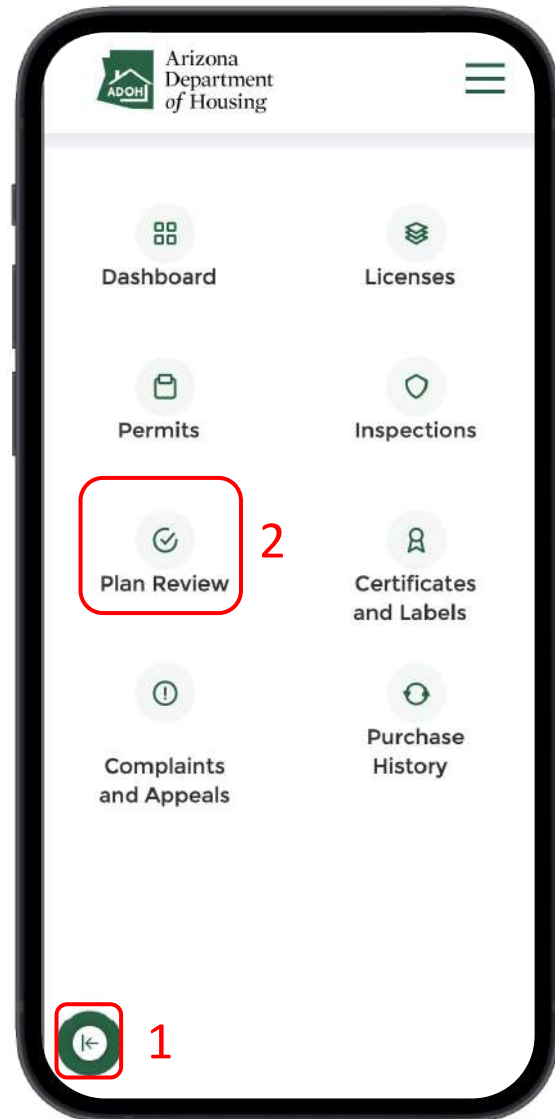 Arizona
Department
of Housing
ADOH
Dashboard
Licenses
Permits
Inspections
Plan Review
2
Certificates
and Labels
Complaints
and Appeals
Purchase
History
1